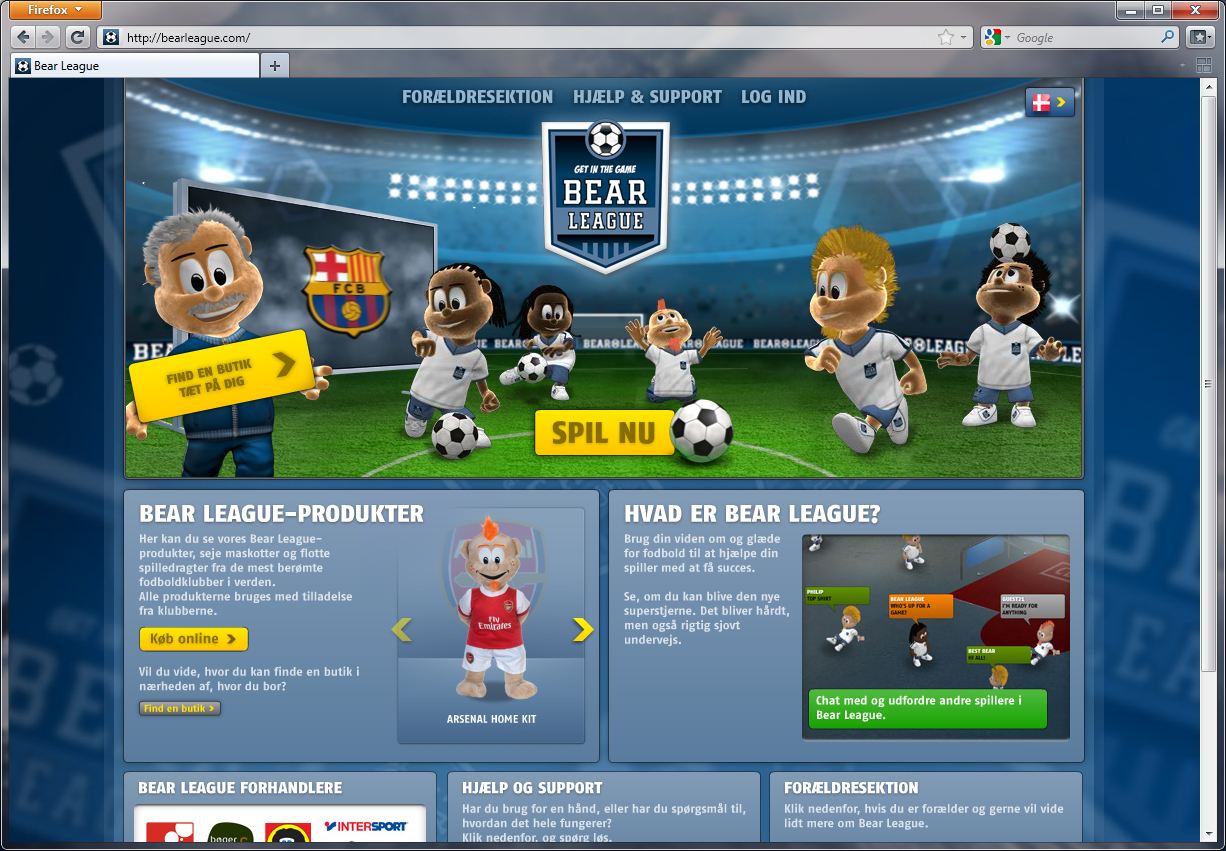 Firefox
http://bearleague.com/
Google
Bear League
FORÆLDRESEKTION HJÆLP & SUPPORT LOG IND
GET IN THE GAME
BEAR
LEAGUE
FCB
FIND EN BUTIK
TÆT PÅ DIG
SPIL NU
BEAR LEAGUE-PRODUKTER
Her kan du se vores Bear League-
produkter, seje maskotter og flotte
spilledragter fra de mest berømte
fodboldklubber i verden.
Alle produkterne bruges med tilladelse
fra klubberne.
Køb online
Vil du vide, hvor du kan finde en butik i
nærheden af, hvor du bor?
Find en butik >
Fly
Emirates
ARSENAL HOME KIT
HVAD ER BEAR LEAGUE?
Brug din viden om og glæde
for fodbold til at hjælpe din
spiller med at få succes.
Se, om du kan blive den nye
superstjerne. Det bliver hårdt,
men også rigtig sjovt
undervejs.
PHILIP
TOP SHIRT
BEAR LEAGUE
WHO'S UP FOR A
GAME?
GUEST21
I'M READY FOR
ANYTHING
BEST BEAR
HI ALL!
Chat med og udfordre andre spillere i
Bear League.
BEAR LEAGUE FORHANDLERE
INTERSPORT
HJÆLP OG SUPPORT
Har du brug for en hånd, eller har du spørgsmål til,
hvordan det hele fungerer?
Klik nedenfor, og spørg løs.
FORÆLDRESEKTION
Klik nedenfor, hvis du er forælder og gerne vil vide
lidt mere om Bear League.